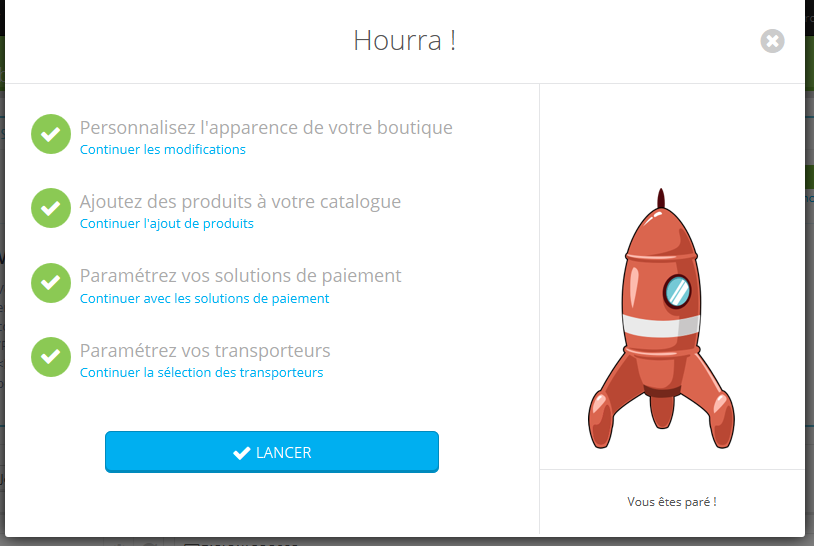 Hourra !
Personnalisez l'apparence de votre boutique
Continuer les modifications
Ajoutez des produits à votre catalogue
Continuer l'ajout de produits
Paramétrez vos solutions de paiement
Continuer avec les solutions de paiement
Paramétrez vos transporteurs
Continuer la sélection des transporteurs
LANCER
Vous êtes paré !